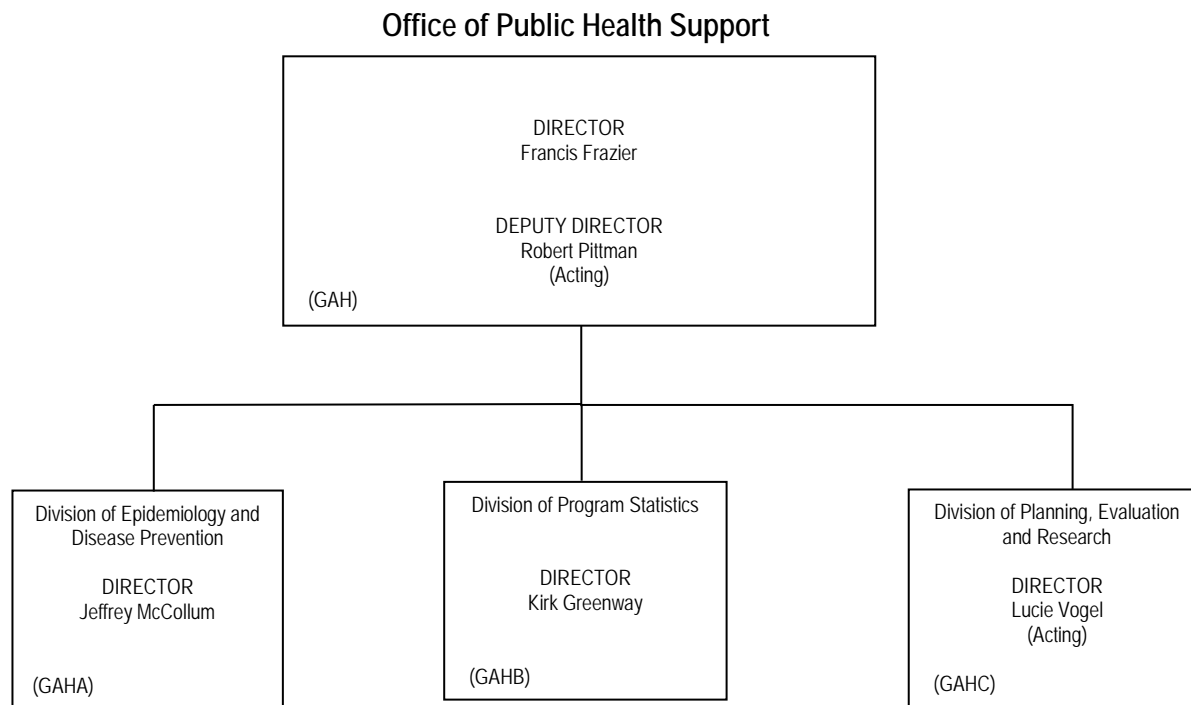 Office of Public Health Support
DIRECTOR
Francis Frazier
DEPUTY DIRECTOR
Robert Pittman
(Acting)
(GAH)
Division of Epidemiology and
Disease Prevention
DIRECTOR
Jeffrey McCollum
(GAHA)
Division of Program Statistics
DIRECTOR
Kirk Greenway
(GAHB)
Division of Planning, Evaluation
and Research
DIRECTOR
Lucie Vogel
(Acting)
(GAHC)